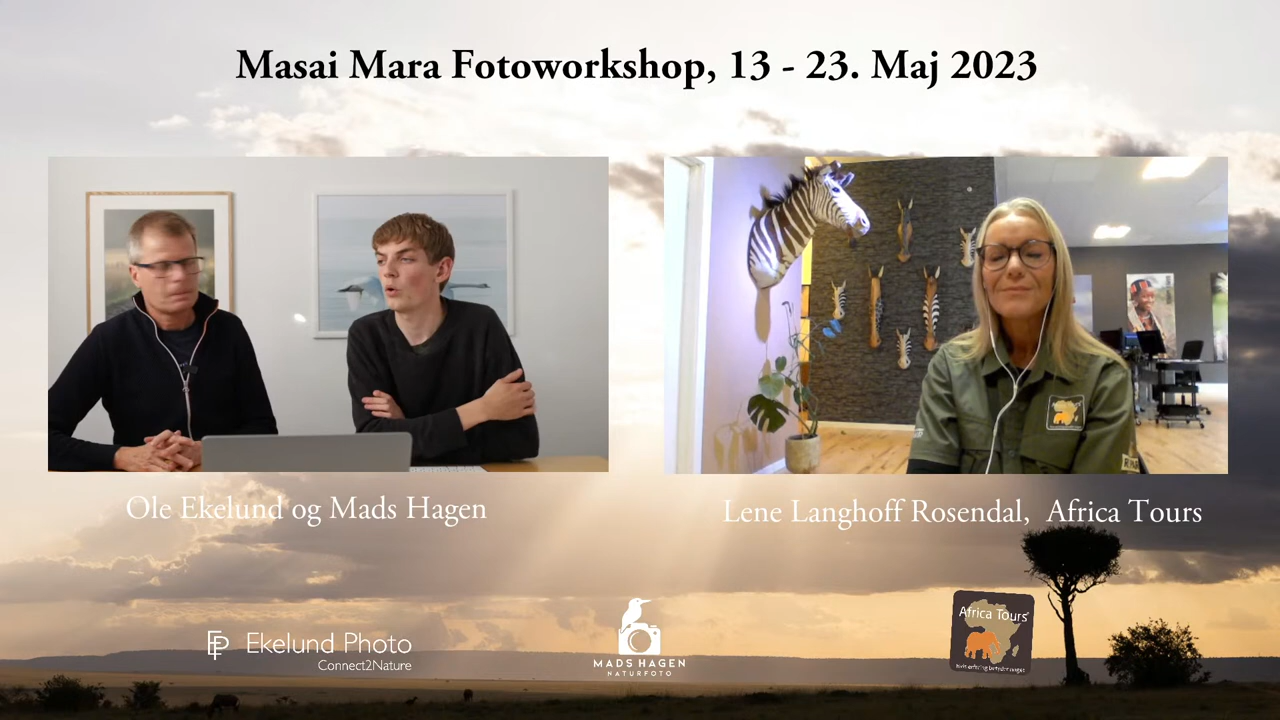 Masai Mara Fotoworkshop, 13 - 23. Maj 2023
Ole Ekelund og Mads Hagen
Lene Langhoff Rosendal, Africa Tours
EP Ekelund Photo
Connect2Nature
MADS HAGEN
NATURFOTO
Africa Tours